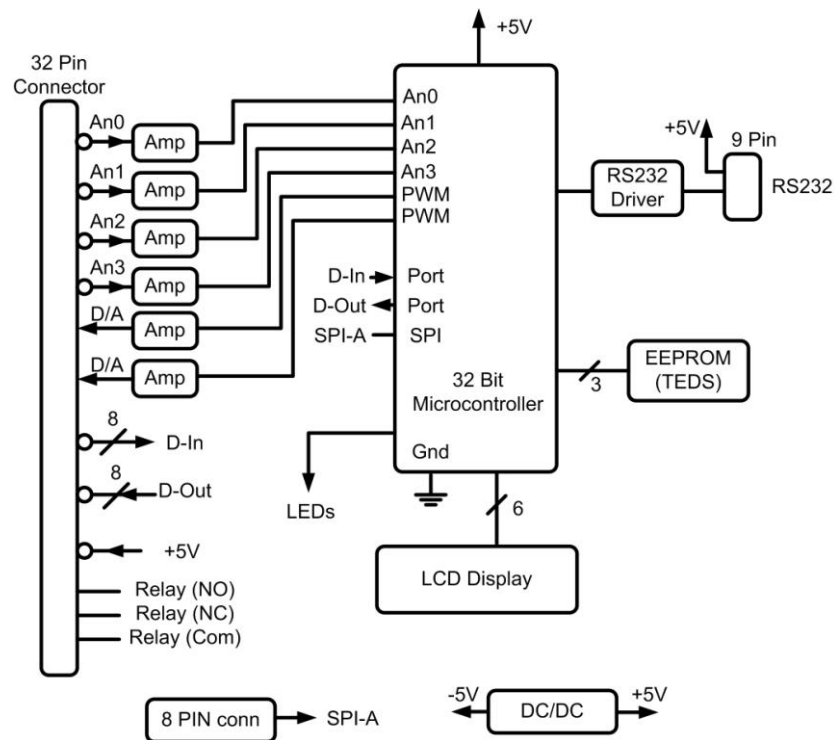 +5V
32 Pin
Connector
An0
Amp
An1
Amp
An2
Amp
An3
Amp
D/A
Amp
D/A
Amp
8
D-In
8
D-Out
+5V
Relay (NO)
Relay (NC)
Relay (Com)
An0
An1
An2
An3
PWM
PWM
D-In
Port
D-Out
Port
SPI-A
SPI
32 Bit
Microcontroller
Gnd
LEDs
6
LCD Display
RS232
Driver
+5V
9 Pin
RS232
3
EEPROM
(TEDS)
8 PIN conn
SPI-A
-5V
DC/DC
+5V